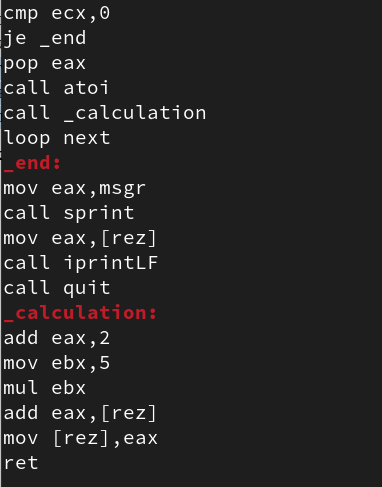 cmp ecx,0
je _end
pop eax
call atoi
call _calculation
loop next
_end:
mov eax,msgr
call sprint
mov eax,[rez]
call iprintLF
call quit
_calculation:
add eax,2
mov ebx,5
mul ebx
add eax,[rez]
mov [rez],eax
ret